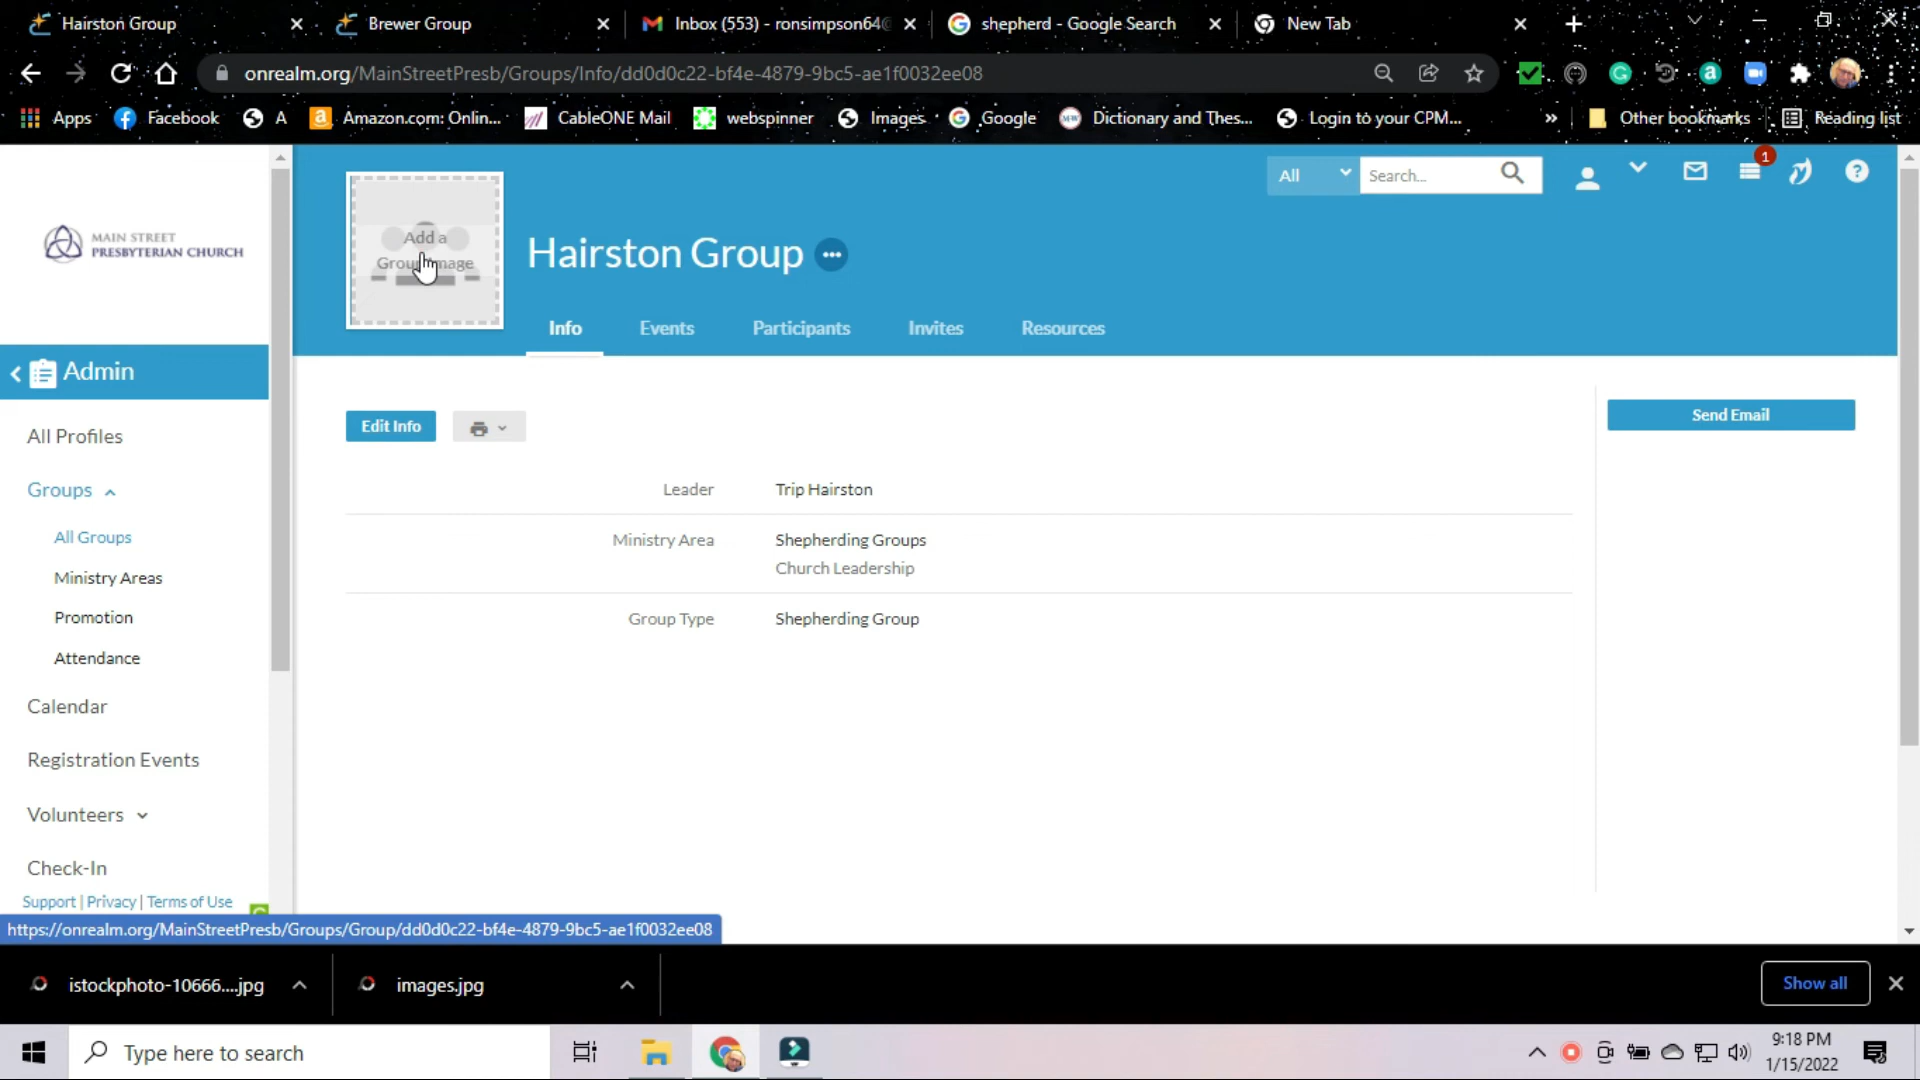 Hairston Group
Brewer Group
Inbox (553) - ronsimpson64@
shepherd - Google Search
New Tab
onrealm.org/MainStreetPresb/Groups/Info/dd0d0c22-bf4e-4879-9bc5-ae1f0032ee08
Apps
Facebook
A
Amazon.com: Onlin...
CableONE Mail
webspinner
Images
Google
Dictionary and Thes...
Login to your CPM...
»
Other bookmarks
Reading list
MAIN STREET
PRESBYTERIAN CHURCH
Add a
Group Image
Hairston Group
All
Search...
1
?
Info
Events
Participants
Invites
Resources
Admin
All Profiles
Groups
All Groups
Ministry Areas
Promotion
Attendance
Calendar
Registration Events
Volunteers
Check-In
Support | Privacy | Terms of Use
Edit Info
Send Email
Leader Trip Hairston
Ministry Area Shepherding Groups
Church Leadership
Group Type Shepherding Group
https://onrealm.org/MainStreetPresb/Groups/Group/dd0d0c22-bf4e-4879-9bc5-ae1f0032ee08
istockphoto-10666....jpg
images.jpg
Show all
Type here to search
9:18 PM
1/15/2022